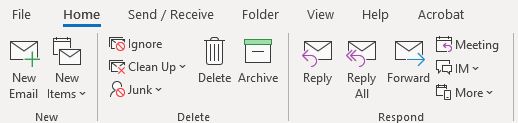 File Home Send / Receive Folder View Help Acrobat
New Email
New Items
Ignore
Clean Up
Junk
Delete
Archive
Reply
Reply All
Forward
Meeting
IM
More
New Delete Respond